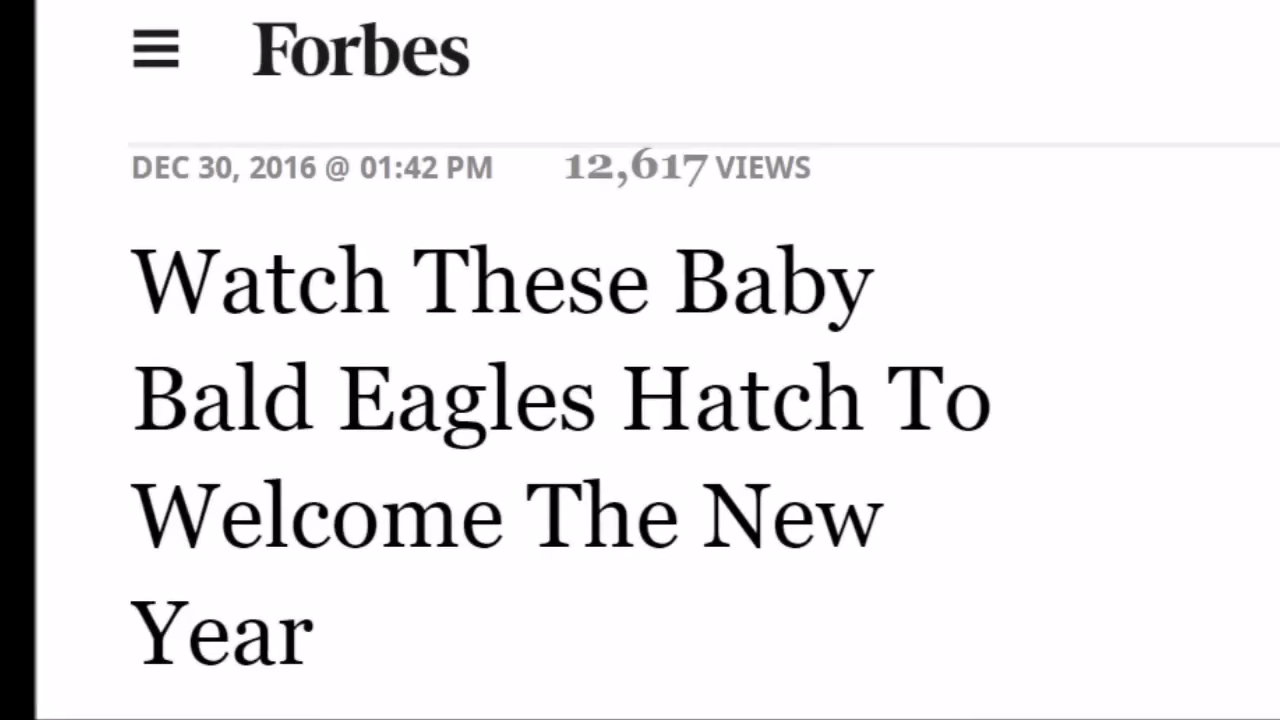 Forbes
DEC 30, 2016 @ 01:42 PM 12,617 VIEWS
Watch These Baby
Bald Eagles Hatch To
Welcome The New
Year